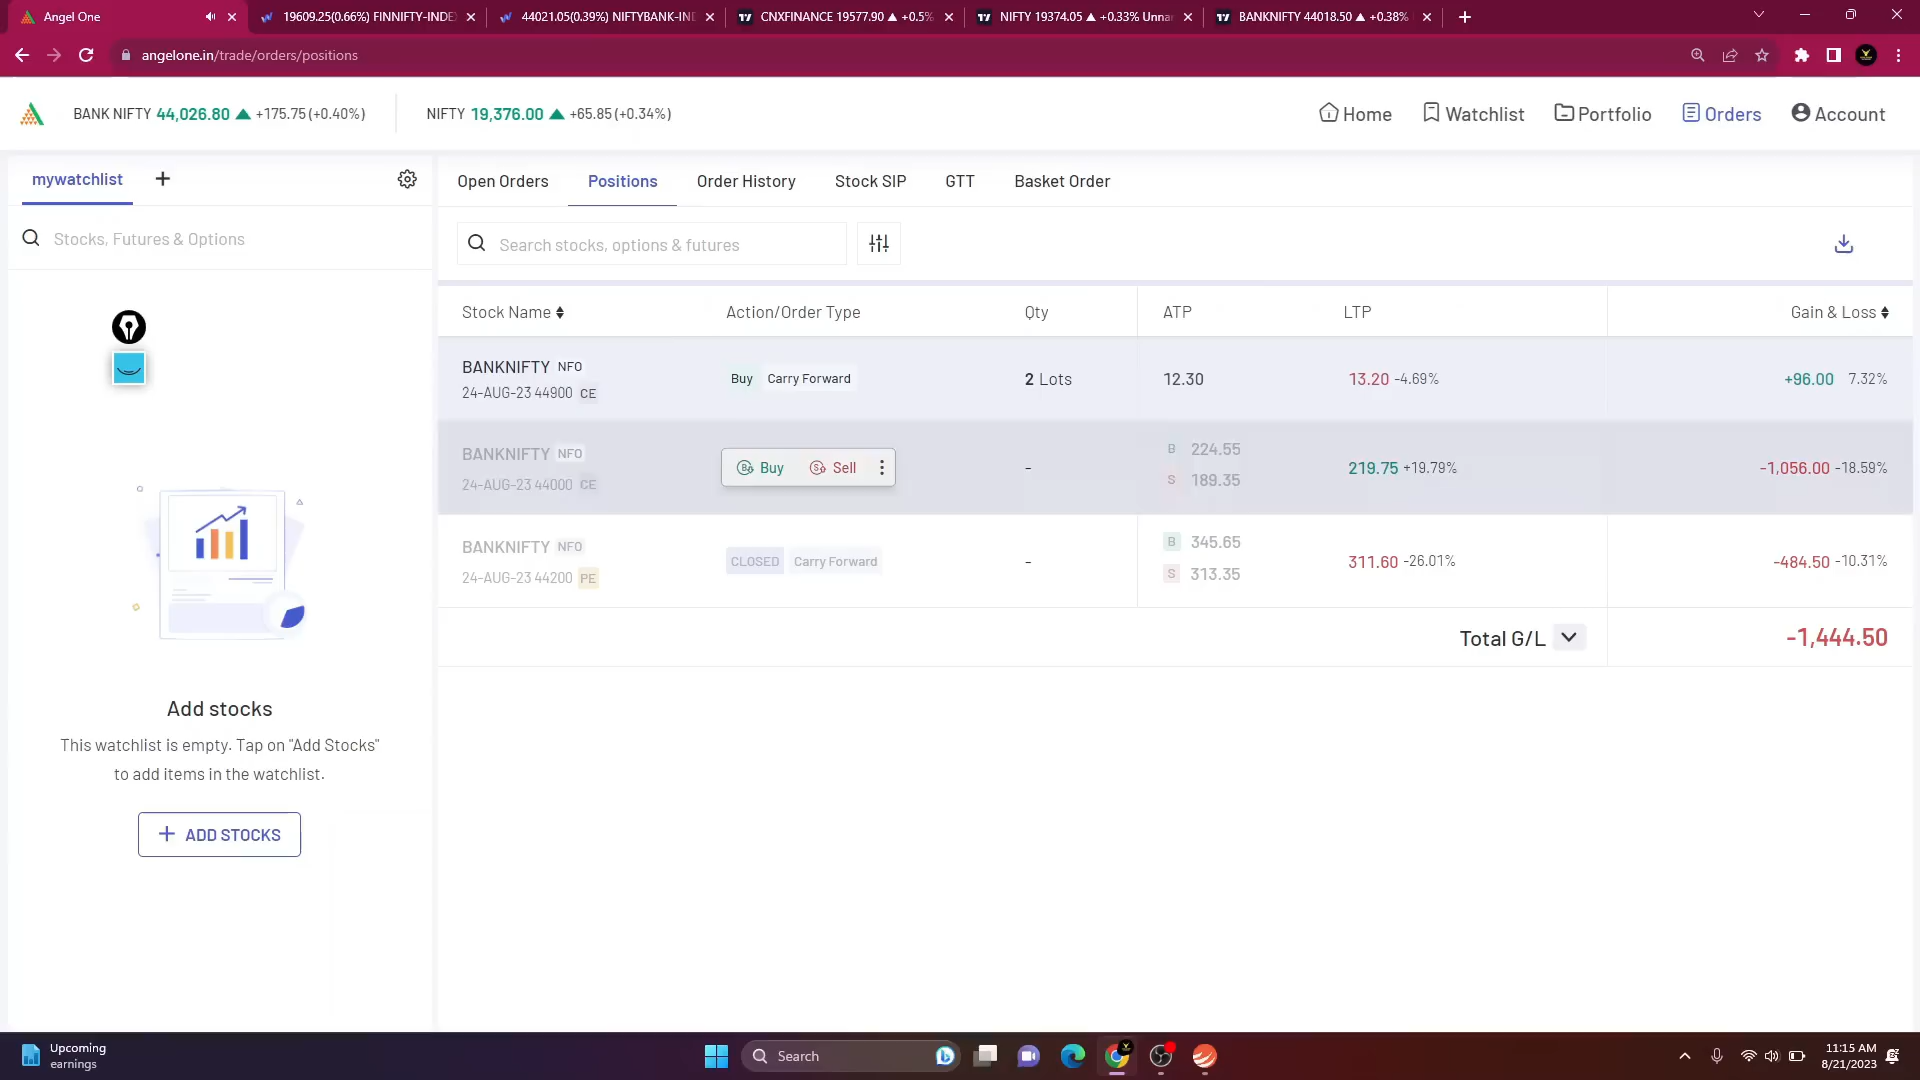 Angel One
19609.25(0.66%) FINNIFTY-INDE
44021.05(0.39%) NIFTYBANK-IND
CNXFINANCE 19577.90 ▲ +0.5%
NIFTY 19374.05 ▲ +0.33% Unna
BANKNIFTY 44018.50 ▲ +0.38%
angelone.in/trade/orders/positions
BANK NIFTY 44,026.80 ▲ +175.75(+0.40%)
NIFTY 19,376.00 ▲ +65.85(+0.34%)
Home
Watchlist
Portfolio
Orders
Account
mywatchlist
Stocks, Futures & Options
Add stocks
This watchlist is empty. Tap on "Add Stocks"
to add items in the watchlist.
+ ADD STOCKS
Open Orders
Positions
Order History
Stock SIP
GTT
Basket Order
Search stocks, options & futures
Stock Name
Action/Order Type
Qty
ATP
LTP
Gain & Loss
BANKNIFTY NFO
24-AUG-23 44900 CE
Buy
Carry Forward
2 Lots
12.30
13.20 -4.69%
+96.00 7.32%
BANKNIFTY NFO
24-AUG-23 44000 CE
Buy
Sell
-
B 224.55
S 189.35
219.75 +19.79%
-1,056.00 -18.59%
BANKNIFTY NFO
24-AUG-23 44200 PE
CLOSED
Carry Forward
-
B 345.65
S 313.35
311.60 -26.01%
-484.50 -10.31%
Total G/L
-1,444.50
Upcoming
earnings
Search
11:15 AM
8/21/2023